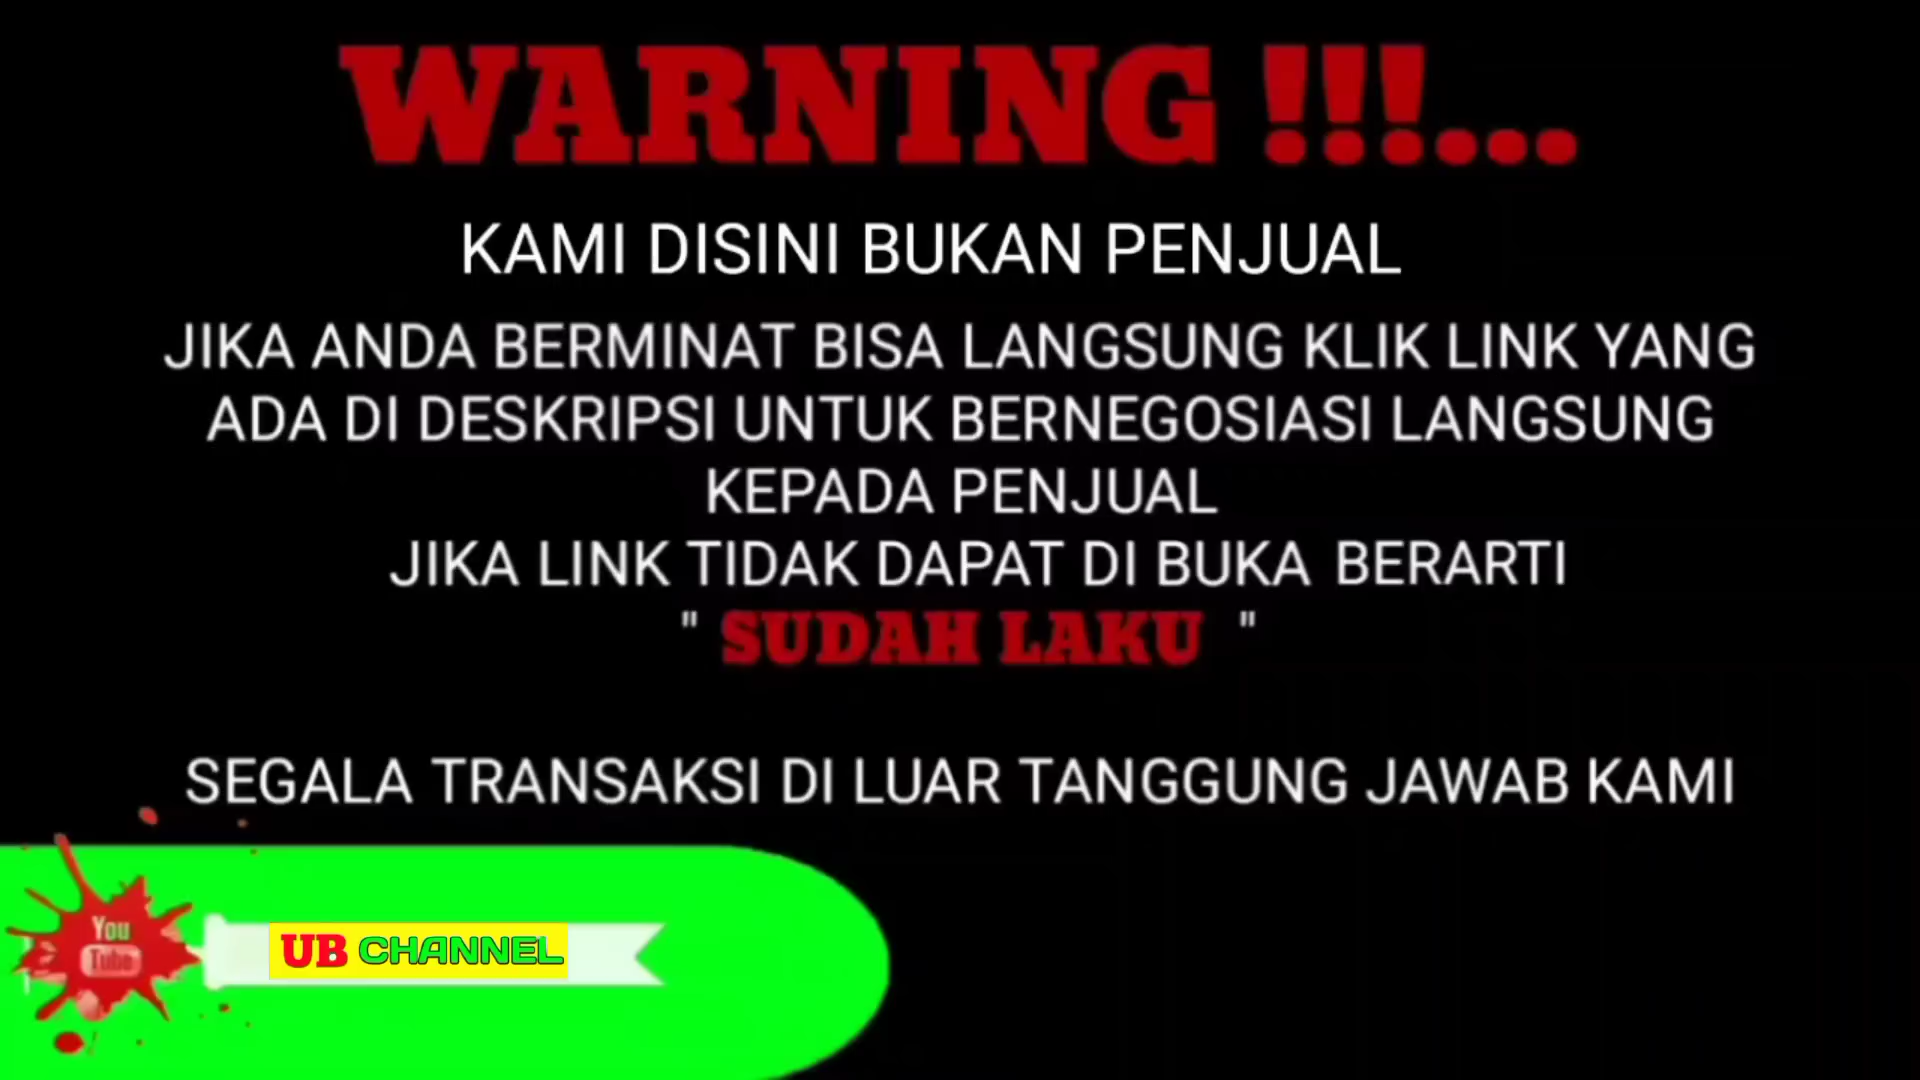 WARNING !!!...
KAMI DISINI BUKAN PENJUAL
JIKA ANDA BERMINAT BISA LANGSUNG KLIK LINK YANG
ADA DI DESKRIPSI UNTUK BERNEGOSIASI LANGSUNG
KEPADA PENJUAL
JIKA LINK TIDAK DAPAT DI BUKA BERARTI
" SUDAH LAKU "
SEGALA TRANSAKSI DI LUAR TANGGUNG JAWAB KAMI
You
Tube
UB CHANNEL